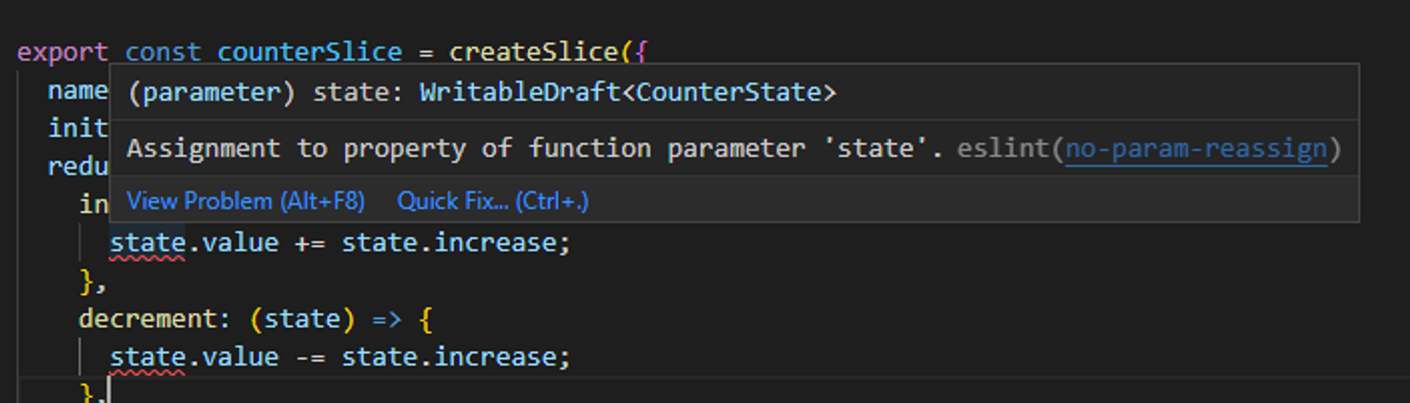 export const counterSlice = createSlice({
name
(parameter) state: WritableDraft<CounterState>
init
Assignment to property of function parameter 'state'. eslint(no-param-reassign)
redu
View Problem (Alt+F8) Quick Fix... (Ctrl+.)
in
state.value += state.increase;
},
decrement: (state) => {
state.value -= state.increase;
},